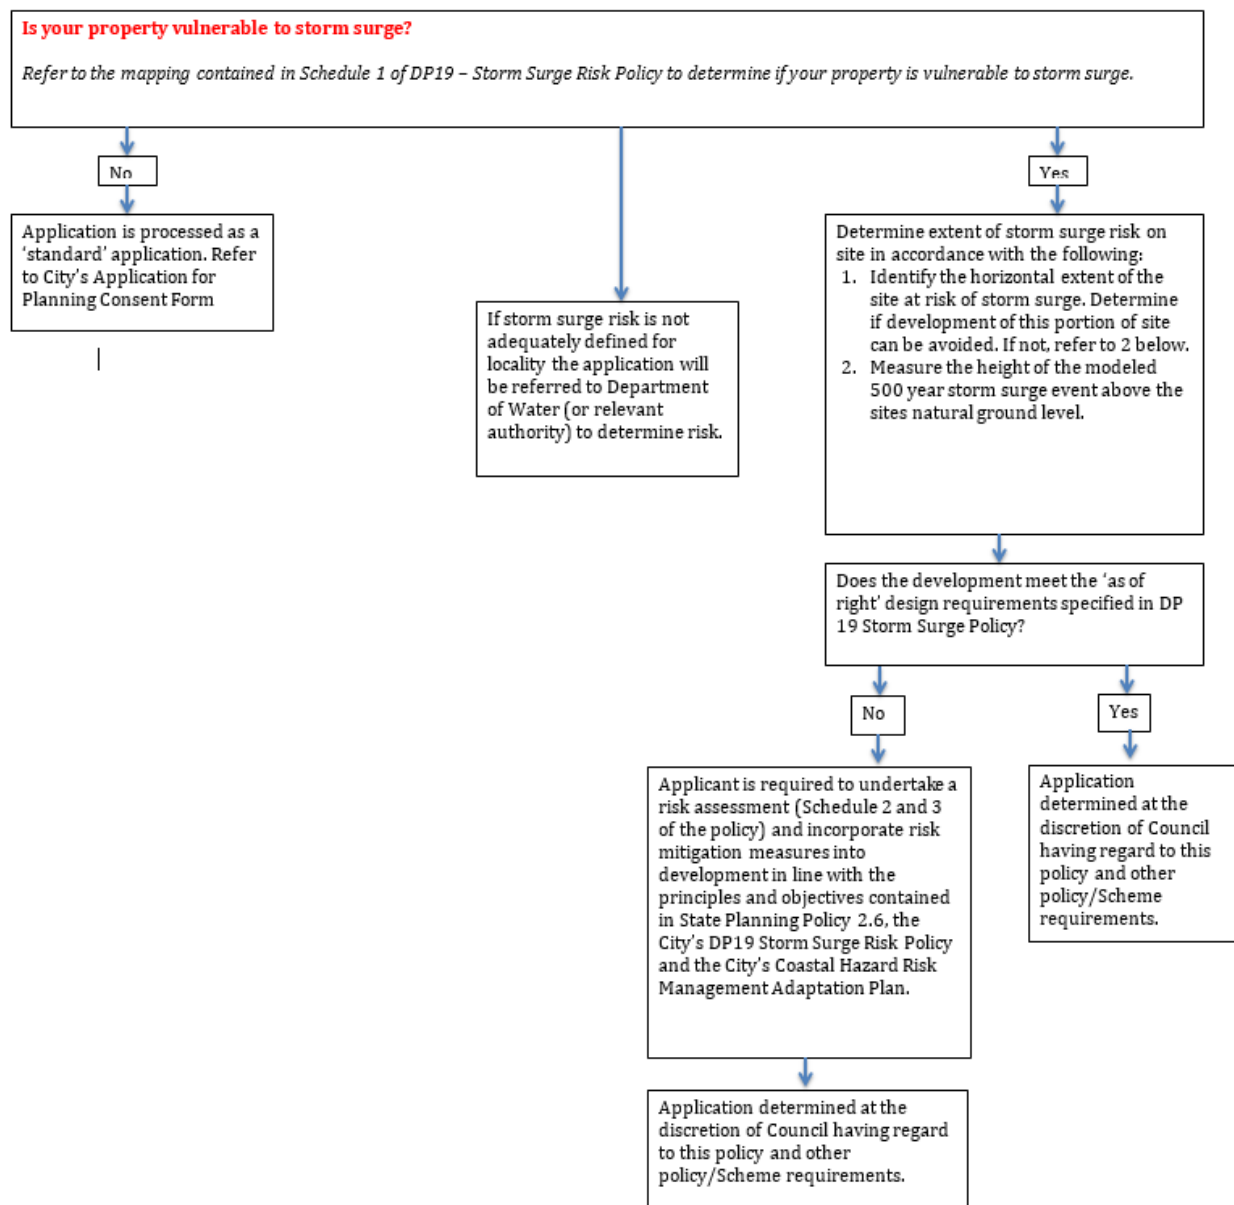 Is your property vulnerable to storm surge?
Refer to the mapping contained in Schedule 1 of DP19 – Storm Surge Risk Policy to determine if your property is vulnerable to storm surge.
No
Application is processed as a
‘standard’ application. Refer
to City’s Application for
Planning Consent Form
If storm surge risk is not
adequately defined for
locality the application will
be referred to Department
of Water (or relevant
authority) to determine risk.
Yes
Determine extent of storm surge risk on
site in accordance with the following:
1. Identify the horizontal extent of the
site at risk of storm surge. Determine
if development of this portion of site
can be avoided. If not, refer to 2 below.
2. Measure the height of the modeled
500 year storm surge event above the
sites natural ground level.
Does the development meet the ‘as of
right’ design requirements specified in DP
19 Storm Surge Policy?
No
Yes
Applicant is required to undertake a
risk assessment (Schedule 2 and 3
of the policy) and incorporate risk
mitigation measures into
development in line with the
principles and objectives contained
in State Planning Policy 2.6, the
City’s DP19 Storm Surge Risk Policy
and the City’s Coastal Hazard Risk
Management Adaptation Plan.
Application
determined at the
discretion of Council
having regard to this
policy and other
policy/Scheme
requirements.
Application determined at the
discretion of Council having regard
to this policy and other
policy/Scheme requirements.